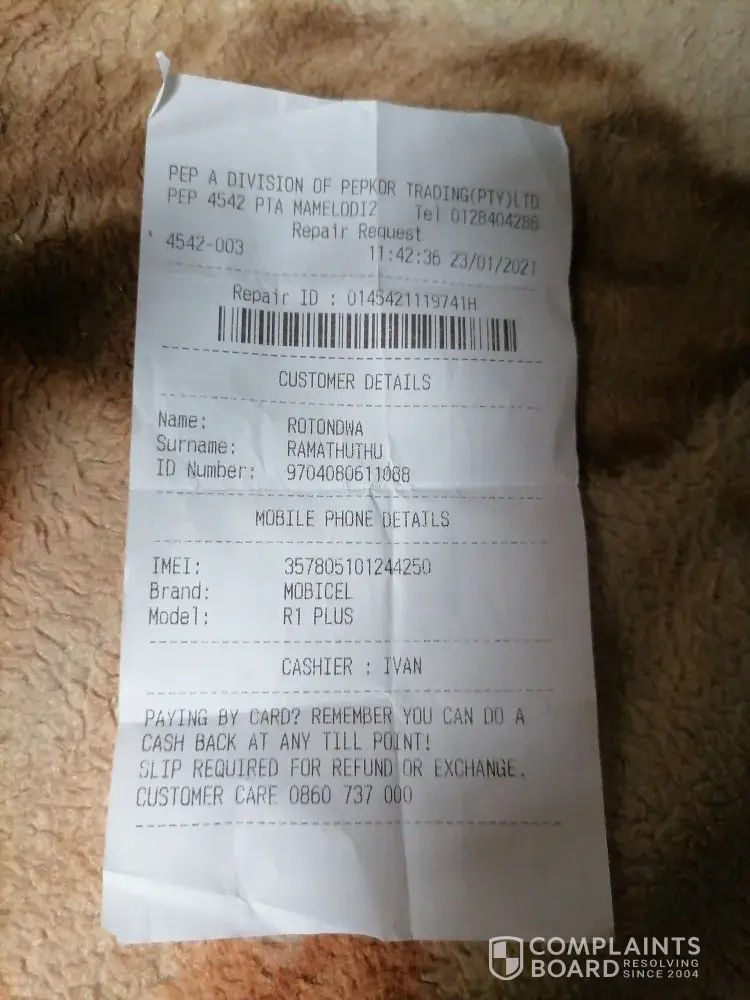 PEP A DIVISION OF PEPKOR TRADING(PTY)LTD
PEP 4542 PTA MAMELODI2 Tel 0128404288
Repair Request
4542-003 11:42:36 23/01/2021
Repair ID : 0145421119741H
CUSTOMER DETAILS
Name: ROTONDWA
Surname: RAMATHUTHU
ID Number: 9704080611088
MOBILE PHONE DETAILS
IMEI: 357805101244250
Brand: MOBICEL
Model: R1 PLUS
CASHIER : IVAN
PAYING BY CARD? REMEMBER YOU CAN DO A
CASH BACK AT ANY TILL POINT!
SLIP REQUIRED FOR REFUND OR EXCHANGE.
CUSTOMER CARE 0860 737 000
COMPLAINTS
BOARD RESOLVING
SINCE 2004